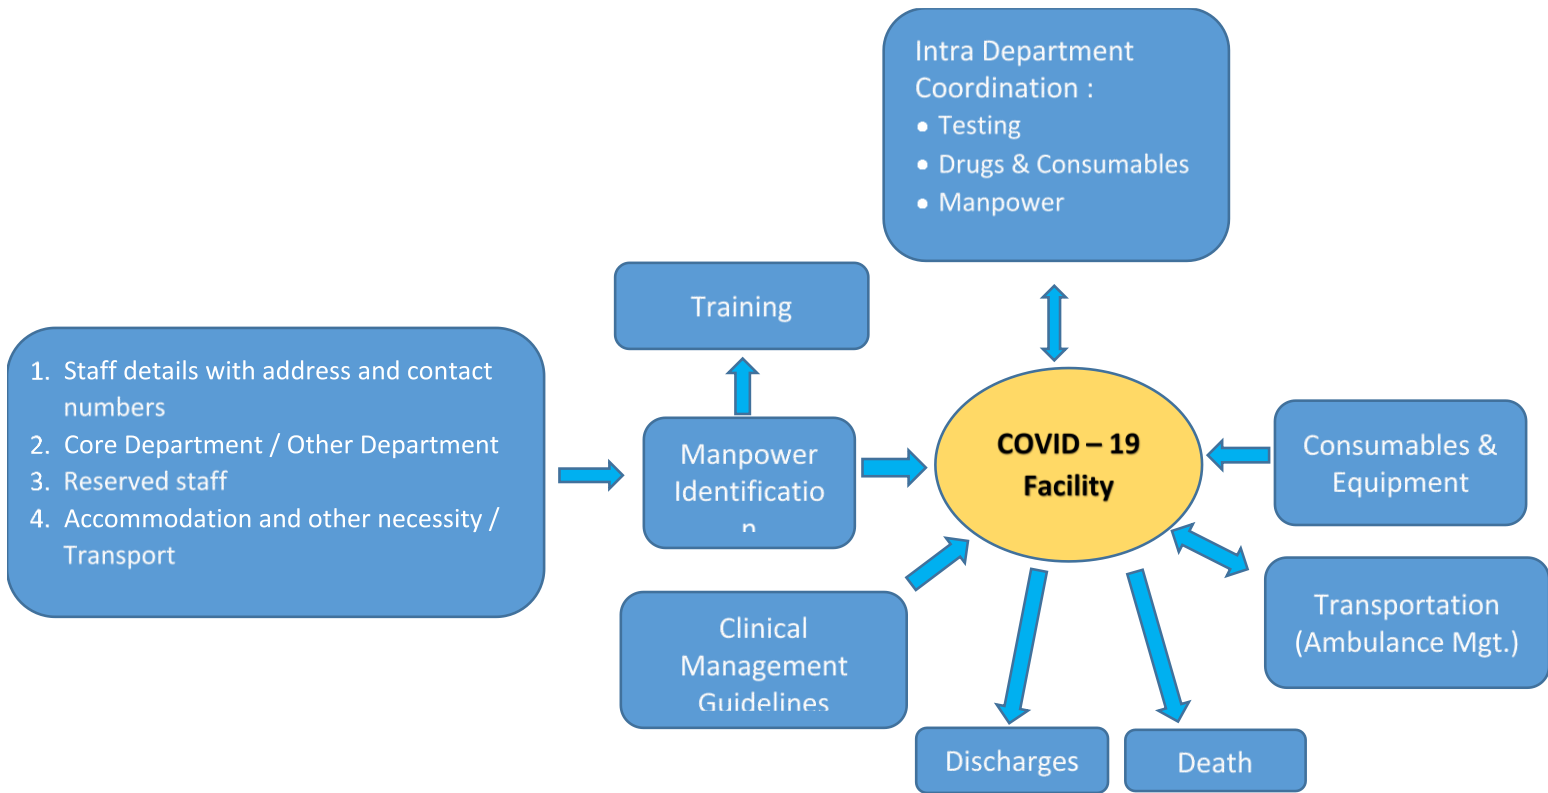 Intra Department
Coordination :
• Testing
• Drugs & Consumables
• Manpower
Training
1. Staff details with address and contact
numbers
2. Core Department / Other Department
3. Reserved staff
4. Accommodation and other necessity /
Transport
Manpower
Identificatio
n
COVID – 19
Facility
Consumables &
Equipment
Transportation
(Ambulance Mgt.)
Clinical
Management
Guidelines
Discharges
Death